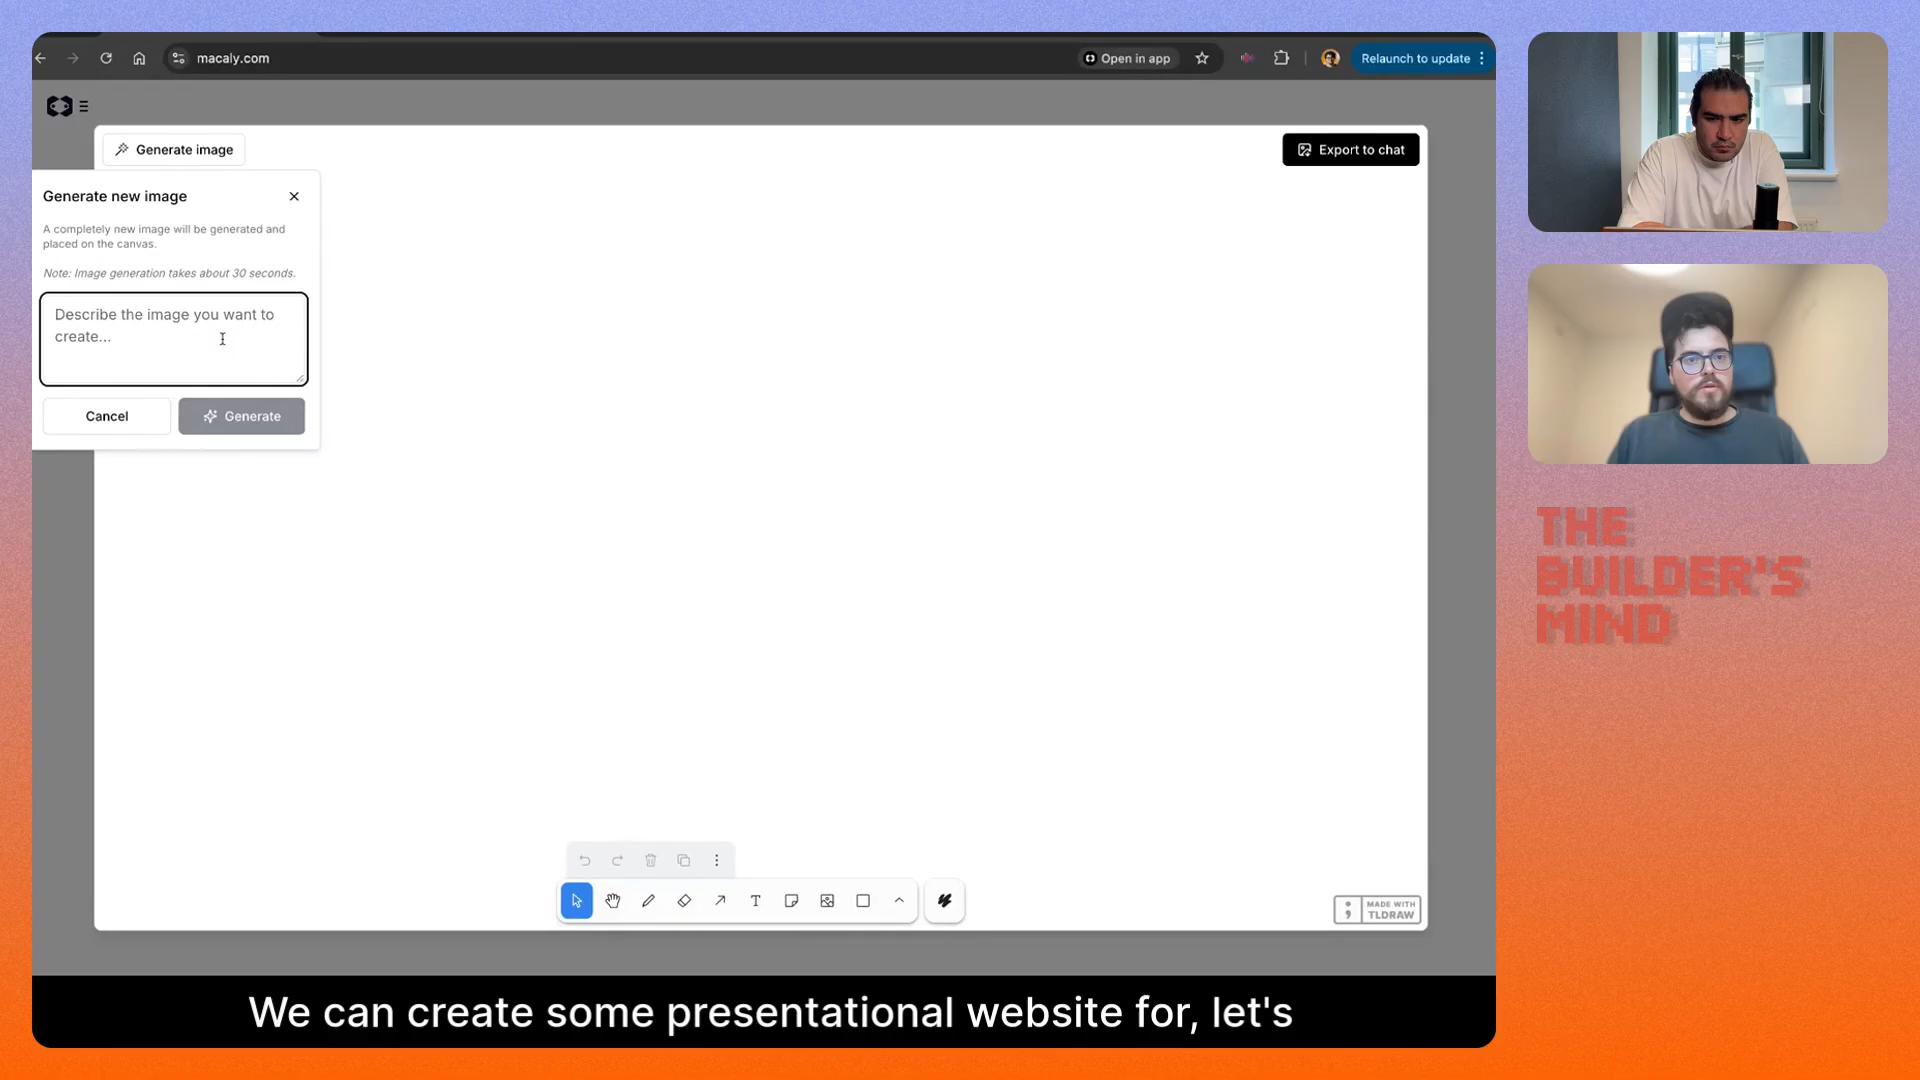 macaly.com
Open in app
Relaunch to update
Generate image
Export to chat
Generate new image
A completely new image will be generated and
placed on the canvas.
Note: Image generation takes about 30 seconds.
Describe the image you want to
create...
Cancel
Generate
T
MADE WITH
TLDRAW
THE
BUILDER'S
MIND
We can create some presentational website for, let's